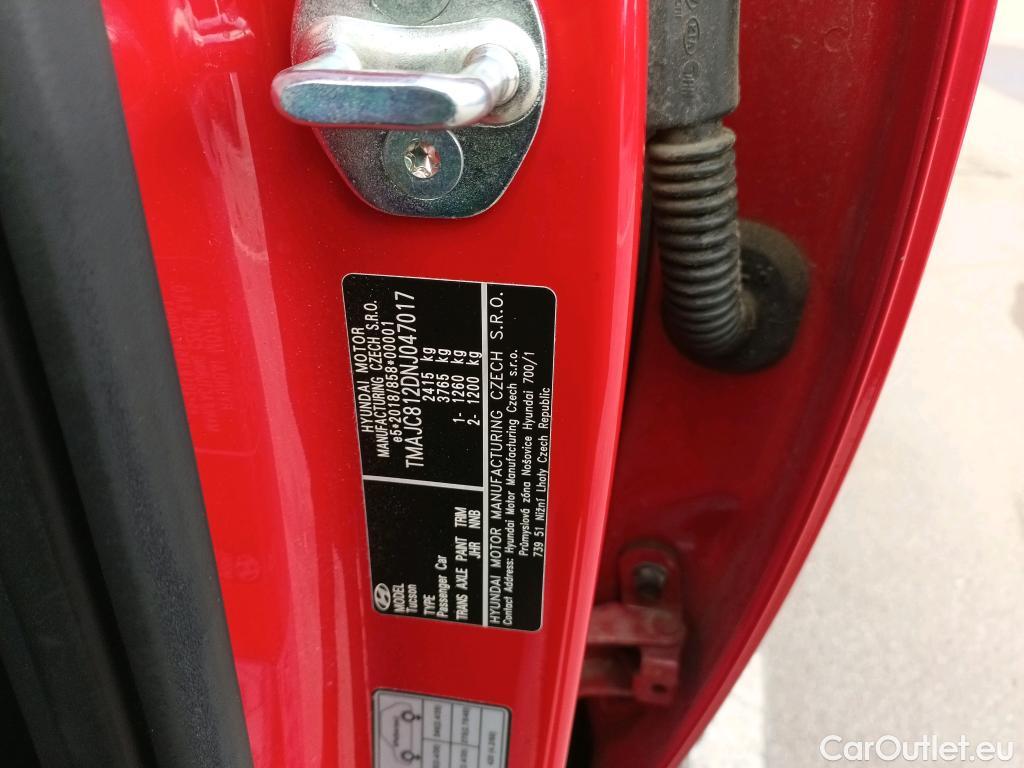 HYUNDAI MOTOR
MANUFACTURING CZECH S.R.O.
e5*2018/858*00001
TMAJC812DNJ047017
2415 kg
3765 kg
1- 1260 kg
2- 1200 kg
MODEL
Tucson
TYPE
Passenger Car
TRANS AXLE PAINT TRIM
JHR NNB
HYUNDAI MOTOR MANUFACTURING CZECH S.R.O.
Contact Address: Hyundai Motor Manufacturing Czech s.r.o.
Průmyslová zóna Nošovice Hyundai 700/1
739 51 Nižní Lhoty Czech Republic
KIA
CarOutlet.eu